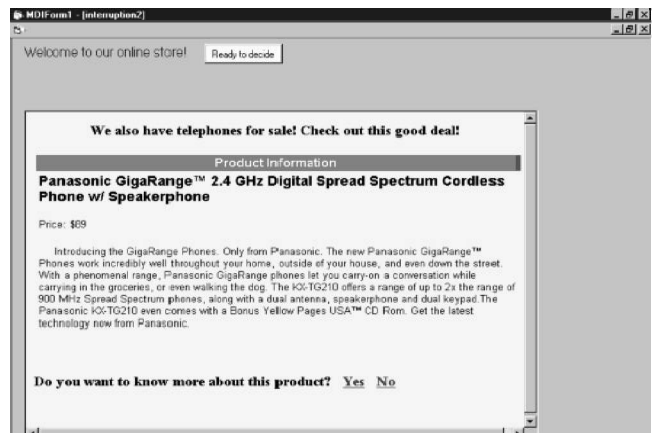 MDIForm1 - [interruption2]
Welcome to our online store! Ready to decide
We also have telephones for sale! Check out this good deal!
Product Information
Panasonic GigaRange™ 2.4 GHz Digital Spread Spectrum Cordless
Phone w/ Speakerphone
Price: $89
Introducing the GigaRange Phones. Only from Panasonic. The new Panasonic GigaRange™
Phones work incredibly well throughout your home, outside of your house, and even down the street.
With a phenomenal range, Panasonic GigaRange phones let you carry-on a conversation while
carrying in the groceries, or even walking the dog. The KX-TG210 offers a range of up to 2x the range of
900 MHz Spread Spectrum phones, along with a dual antenna, speakerphone and dual keypad.The
Panasonic KX-TG210 even comes with a Bonus Yellow Pages USA™ CD Rom. Get the latest
technology now from Panasonic.
Do you want to know more about this product? Yes No